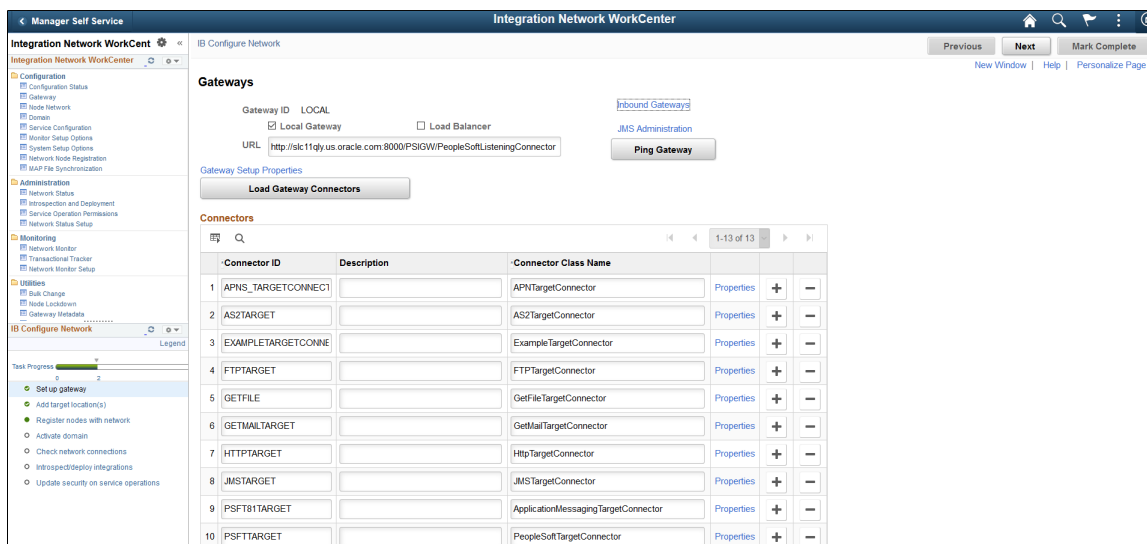 Manager Self Service
Integration Network WorkCenter
Integration Network WorkCent
«
IB Configure Network
Previous
Next
Mark Complete
New Window | Help | Personalize Page
Integration Network WorkCenter
Configuration
Configuration Status
Gateway
Node Network
Domain
Service Configuration
Monitor Setup Options
System Setup Options
Network Node Registration
MAP File Synchronization
Administration
Network Status
Introspection and Deployment
Service Operation Permissions
Network Status Setup
Monitoring
Network Monitor
Transactional Tracker
Network Monitor Setup
Utilities
Bulk Change
Node Lockdown
Gateway Metadata
IB Configure Network
Legend
Task Progress
0 2
Set up gateway
Add target location(s)
Register nodes with network
Activate domain
Check network connections
Introspect/deploy integrations
Update security on service operations
Gateways
Gateway ID LOCAL
Inbound Gateways
Local Gateway
Load Balancer
JMS Administration
URL http://slc11qly.us.oracle.com:8000/PSIGW/PeopleSoftListeningConnector
Ping Gateway
Gateway Setup Properties
Load Gateway Connectors
Connectors
1-13 of 13
*Connector ID Description *Connector Class Name
1 APNS_TARGETCONNECT APNTargetConnector Properties + −
2 AS2TARGET AS2TargetConnector Properties + −
3 EXAMPLETARGETCONNE ExampleTargetConnector Properties + −
4 FTPTARGET FTPTargetConnector Properties + −
5 GETFILE GetFileTargetConnector Properties + −
6 GETMAILTARGET GetMailTargetConnector Properties + −
7 HTTPTARGET HttpTargetConnector Properties + −
8 JMSTARGET JMSTargetConnector Properties + −
9 PSFT81TARGET ApplicationMessagingTargetConnector Properties + −
10 PSFTTARGET PeopleSoftTargetConnector Properties + −